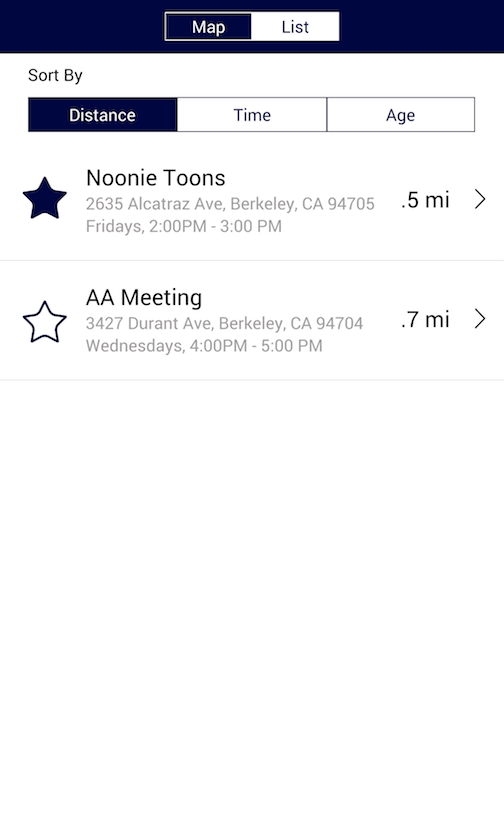 Map List
Sort By
Distance Time Age
Noonie Toons
2635 Alcatraz Ave, Berkeley, CA 94705
.5 mi
Fridays, 2:00PM - 3:00 PM
AA Meeting
3427 Durant Ave, Berkeley, CA 94704
.7 mi
Wednesdays, 4:00PM - 5:00 PM